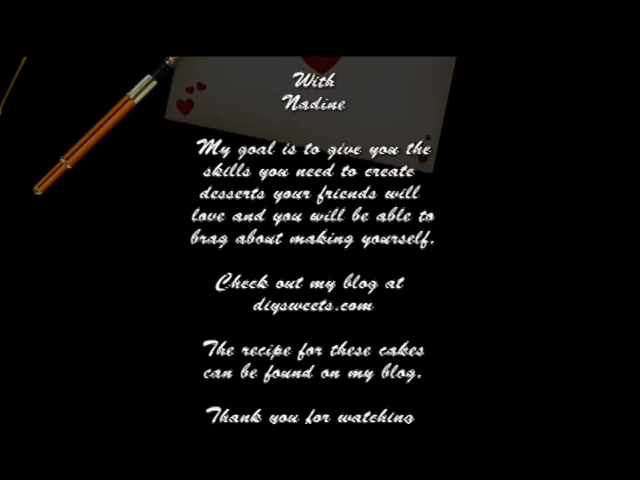 With
Nadine
My goal is to give you the
skills you need to create
desserts your friends will
love and you will be able to
brag about making yourself.
Check out my blog at
diysweets.com
The recipe for these cakes
can be found on my blog.
Thank you for watching